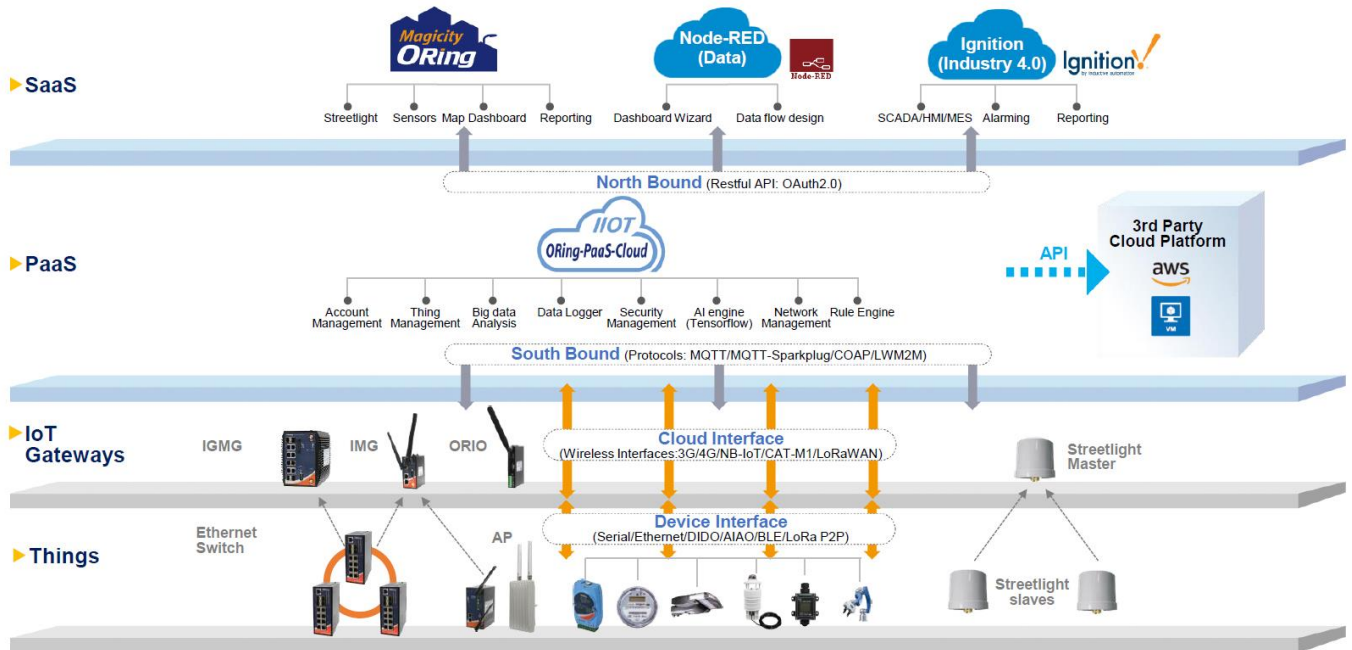 Magicity
ORing
Node-RED
(Data)
Node-RED
Ignition
(Industry 4.0)
Ignition!
by inductive automation
SaaS
Streetlight
Sensors
Map Dashboard
Reporting
Dashboard Wizard
Data flow design
SCADA/HMI/MES
Alarming
Reporting
North Bound (Restful API: OAuth2.0)
IIOT
ORing-PaaS-Cloud
3rd Party
Cloud Platform
API
aws
VM
PaaS
Account
Management
Thing
Management
Big data
Analysis
Data Logger
Security
Management
AI engine
(Tensorflow)
Network
Management
Rule Engine
South Bound (Protocols: MQTT/MQTT-Sparkplug/COAP/LWM2M)
IoT
Gateways
IGMG
IMG
ORIO
Cloud Interface
(Wireless Interfaces:3G/4G/NB-IoT/CAT-M1/LoRaWAN)
Streetlight
Master
Things
Ethernet
Switch
AP
Device Interface
(Serial/Ethernet/DIDO/AIAO/BLE/LoRa P2P)
Streetlight
slaves